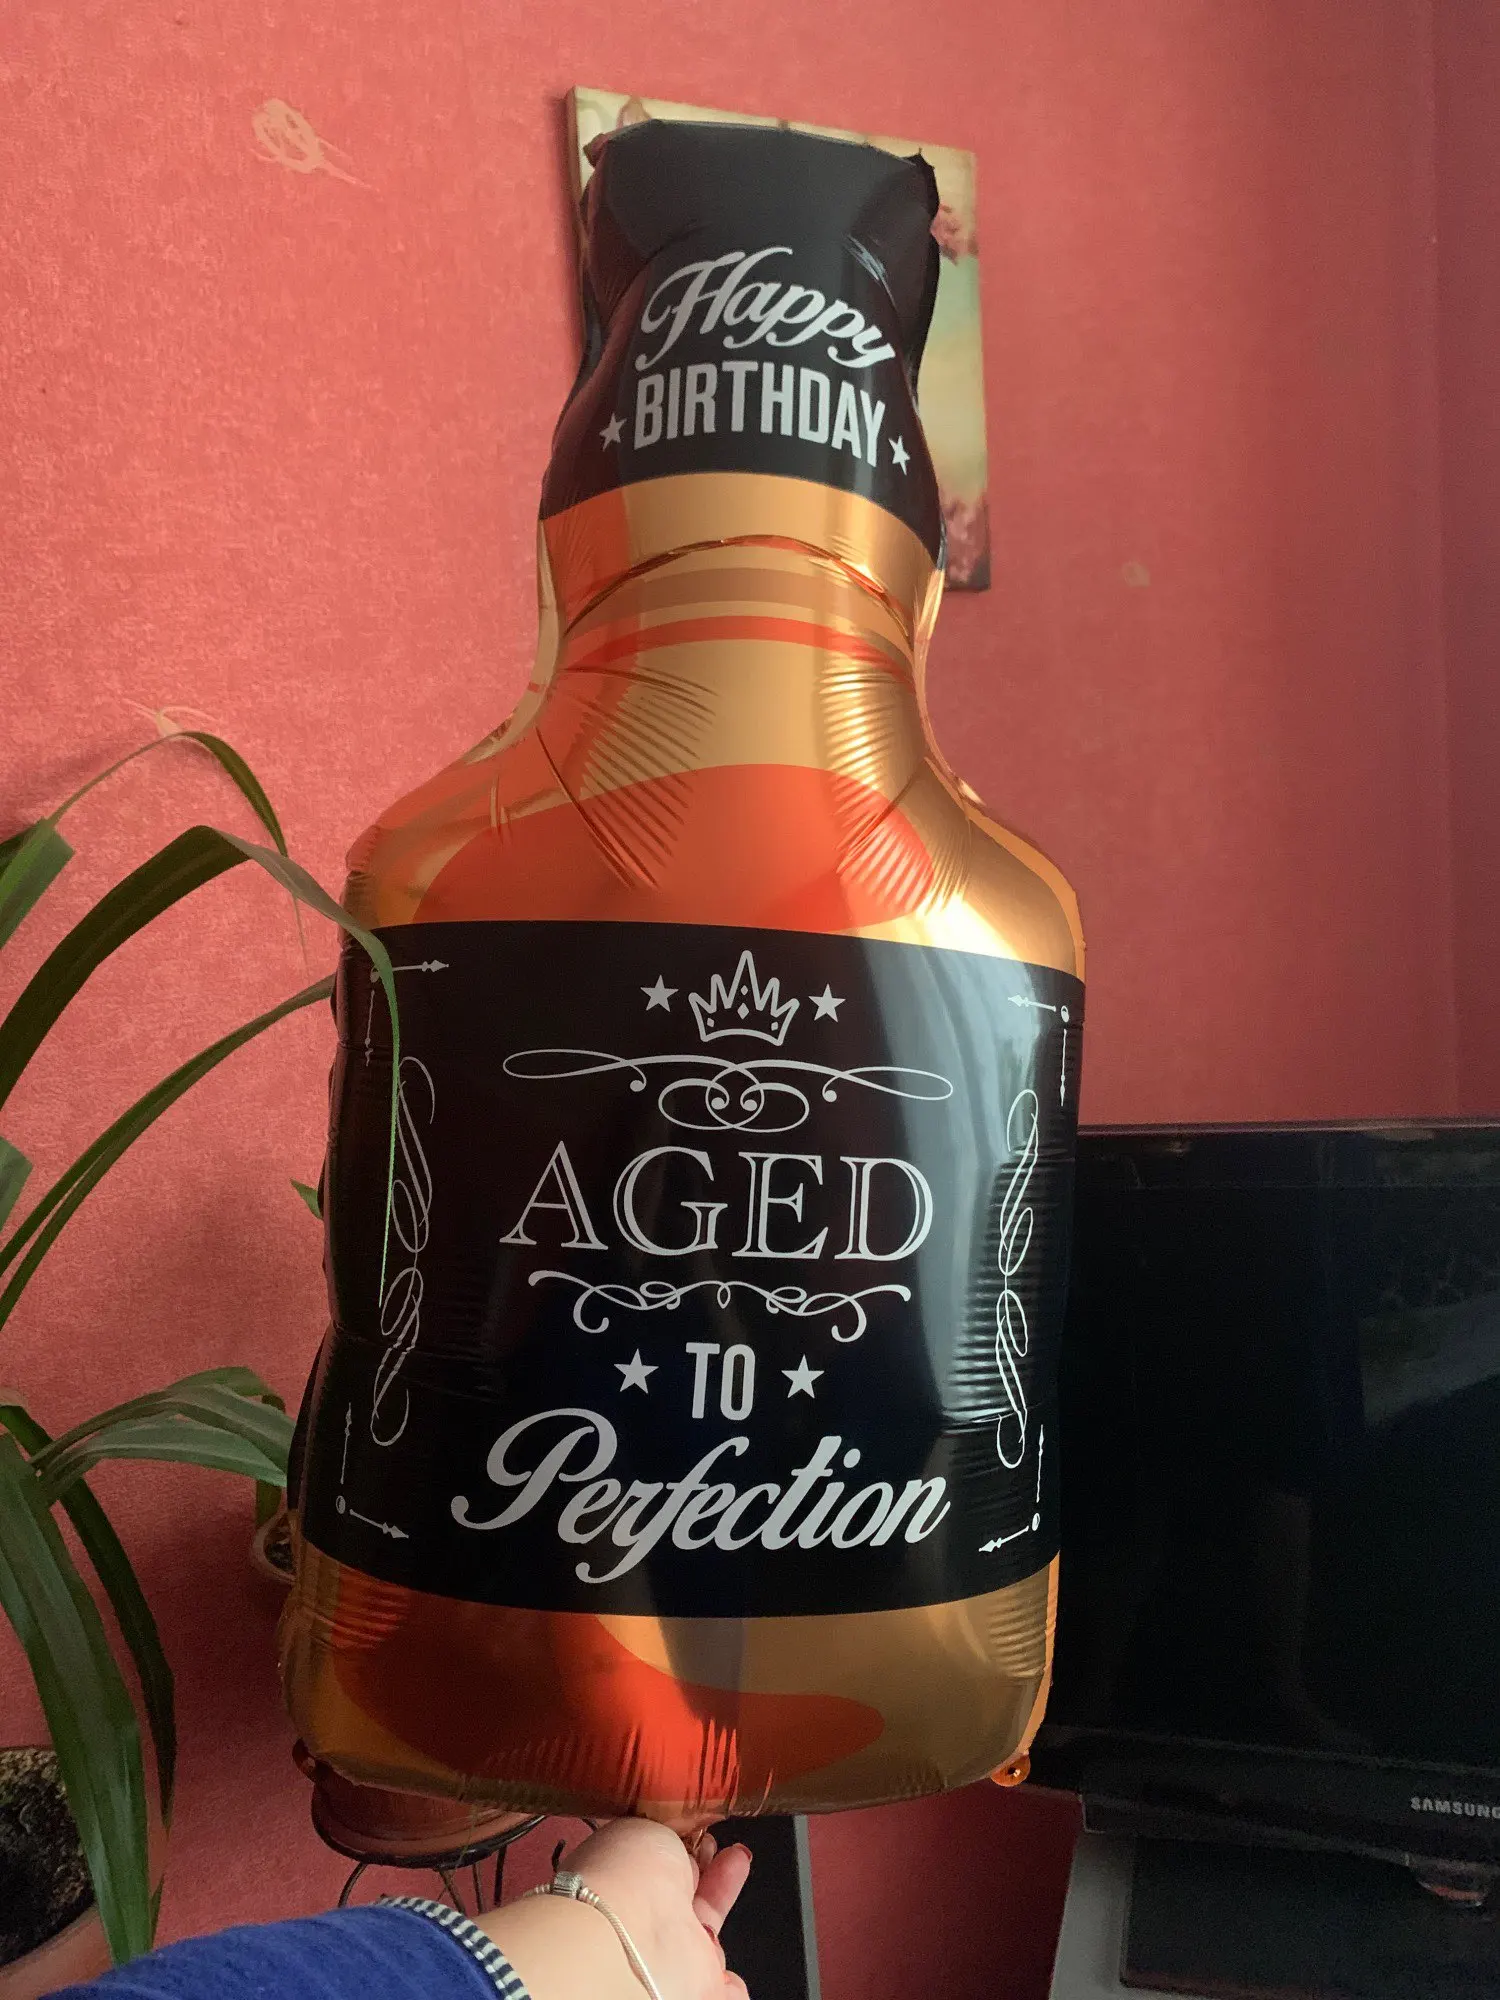 Happy
BIRTHDAY
AGED
TO
Perfection
SAMSUNG